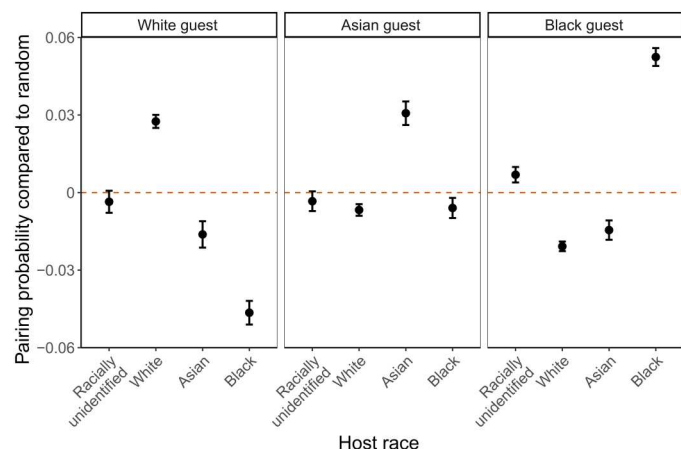 White guest
Asian guest
Black guest
Pairing probability compared to random
0.06
0.03
0
−0.03
−0.06
Racially
unidentified
White
Asian
Black
Racially
unidentified
White
Asian
Black
Racially
unidentified
White
Asian
Black
Host race